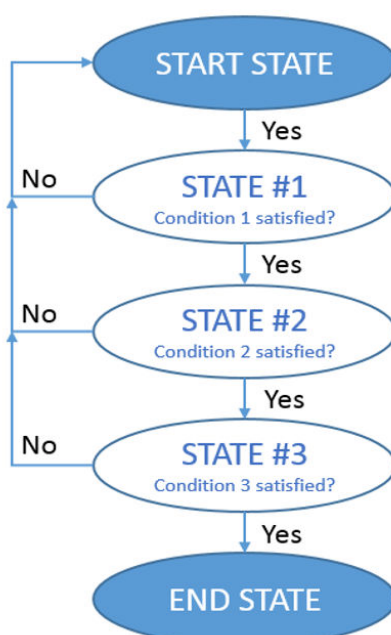 START STATE
Yes
No
STATE #1
Condition 1 satisfied?
Yes
No
STATE #2
Condition 2 satisfied?
Yes
No
STATE #3
Condition 3 satisfied?
Yes
END STATE